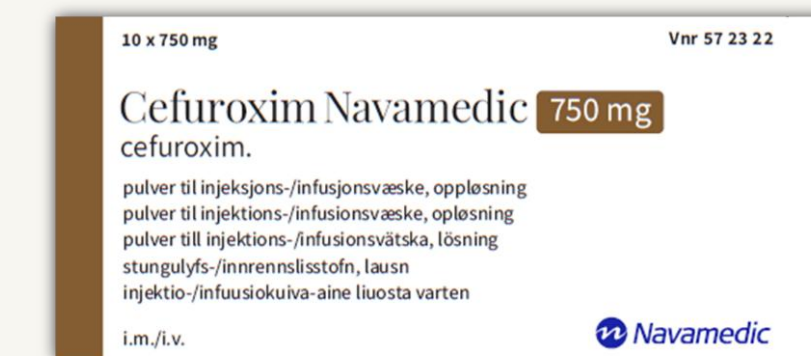 10 x 750 mg
Vnr 57 23 22
Cefuroxim Navamedic 750 mg
cefuroxim.
pulver til injeksjons-/infusjonsvæske, oppløsning
pulver til injektions-/infusionsvæske, opløsning
pulver till injektions-/infusionsvätska, lösning
stungulyfs-/innrennslisstofn, lausn
injektio-/infuusiokuiva-aine liuosta varten
i.m./i.v.
Navamedic